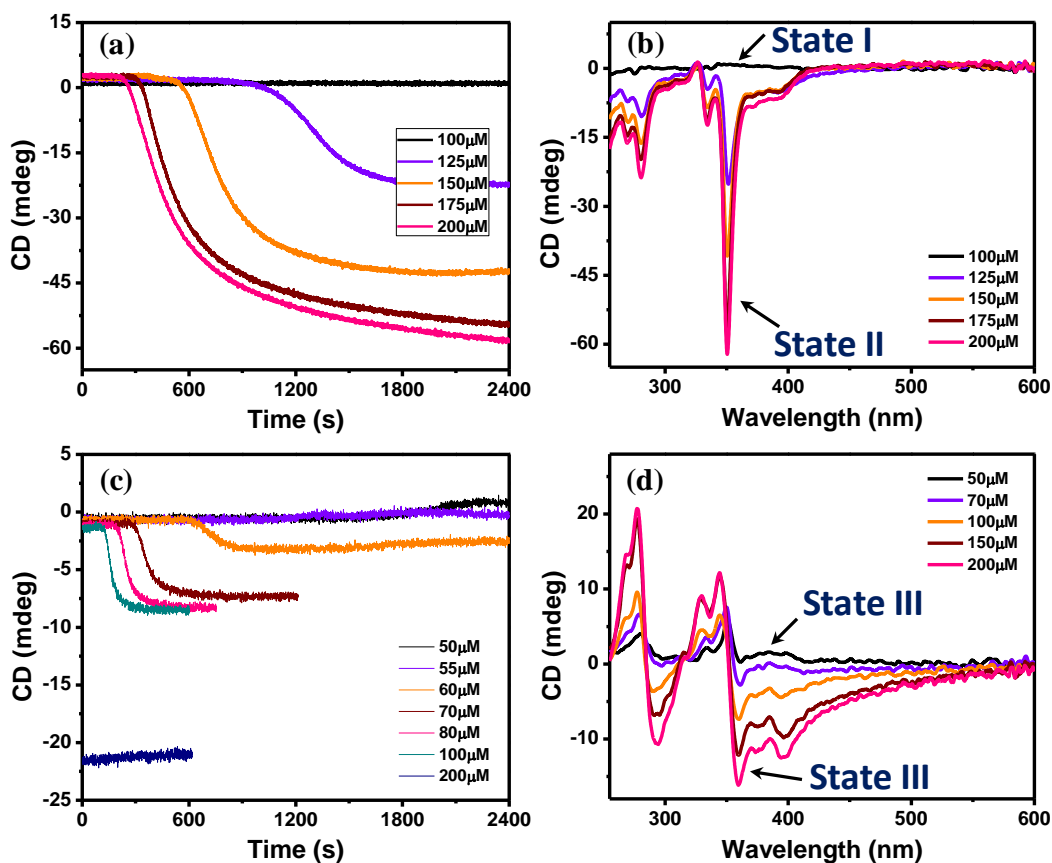 (a)
15
0
-15
-30
-45
-60
CD (mdeg)
100μM
125μM
150μM
175μM
200μM
0 600 1200 1800 2400
Time (s)
(b)
State I
0
-15
-30
-45
-60
CD (mdeg)
State II
100μM
125μM
150μM
175μM
200μM
300 400 500 600
Wavelength (nm)
(c)
5
0
-5
-10
-15
-20
-25
CD (mdeg)
50μM
55μM
60μM
70μM
80μM
100μM
200μM
0 600 1200 1800 2400
Time (s)
(d)
50μM
70μM
100μM
150μM
200μM
20
10
0
-10
CD (mdeg)
State III
State III
300 400 500 600
Wavelength (nm)